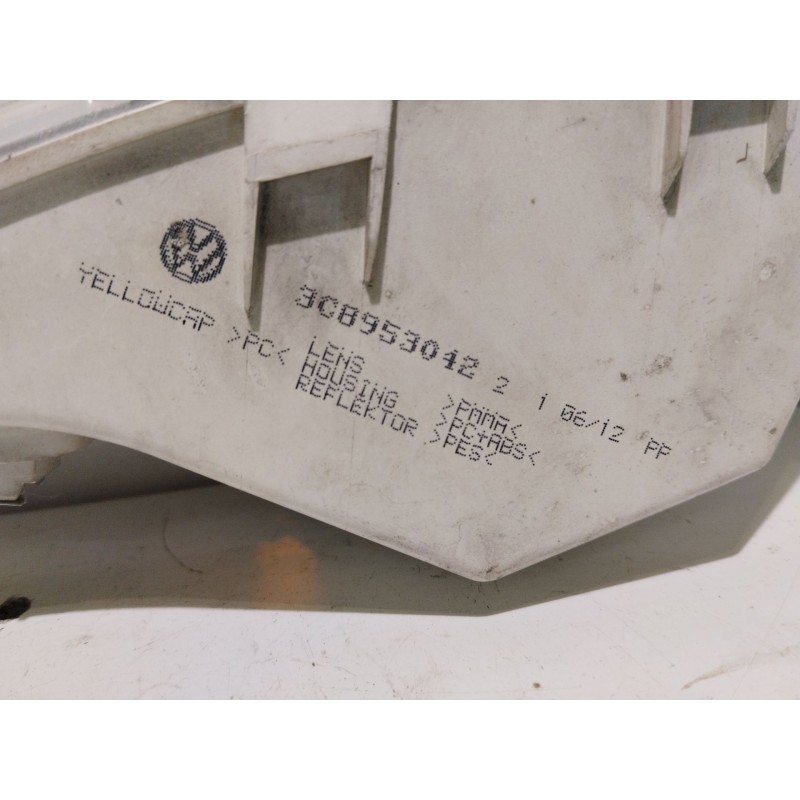 3C8953042 2 1 06/12 PP
YELLOWCAP >PC< LENS >PMMA<
HOUSING >PC+ABS<
REFLEKTOR >PES<